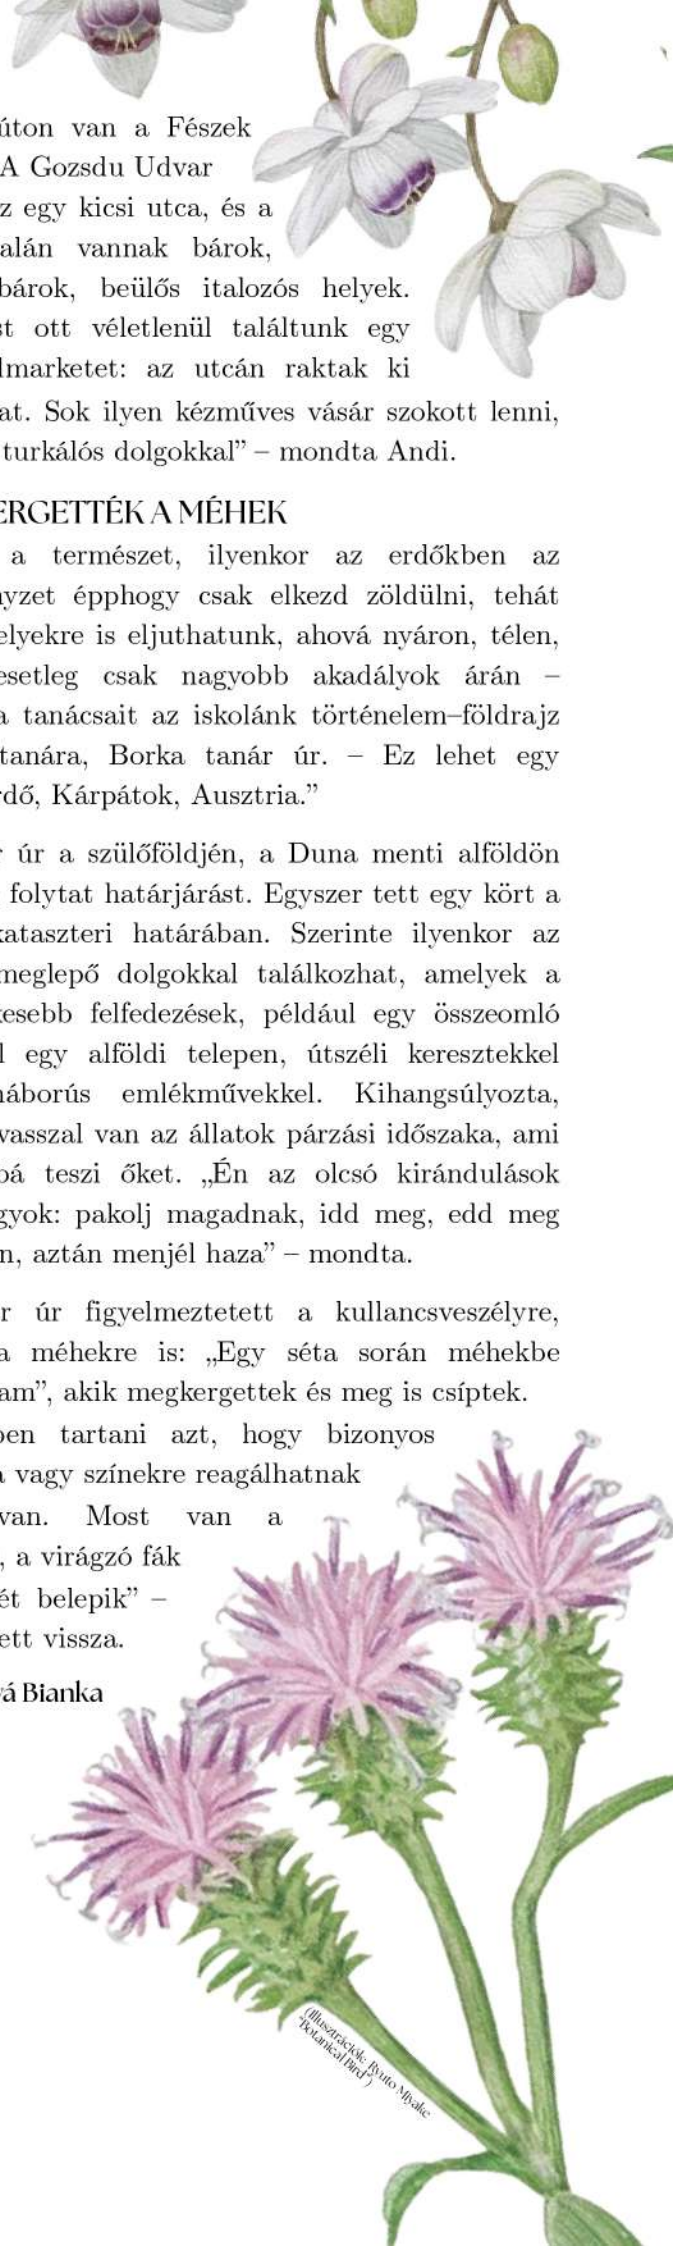 úton van a Fészek
A Gozsdu Udvar
z egy kicsi utca, és a
alán vannak bárok,
bárok, beülős italozós helyek.
st ott véletlenül találtunk egy
lmarketet: az utcán raktak ki
at. Sok ilyen kézműves vásár szokott lenni,
turkálós dolgokkal” – mondta Andi.
ERGETTÉK A MÉHEK
a természet, ilyenkor az erdőkben az
nyzet épphogy csak elkezd zöldülni, tehát
elyekre is eljuthatunk, ahová nyáron, télen,
esetleg csak nagyobb akadályok árán –
a tanácsait az iskolánk történelem–földrajz
tanára, Borka tanár úr. – Ez lehet egy
rdő, Kárpátok, Ausztria.”
r úr a szülőföldjén, a Duna menti alföldön
folytat határjárást. Egyszer tett egy kört a
kataszteri határában. Szerinte ilyenkor az
meglepő dolgokkal találkozhat, amelyek a
kesebb felfedezések, például egy összeomló
l egy alföldi telepen, útszéli keresztekkel
háborús emlékművekkel. Kihangsúlyozta,
vasszal van az állatok párzási időszaka, ami
bá teszi őket. „Én az olcsó kirándulások
gyok: pakolj magadnak, idd meg, edd meg
n, aztán menjél haza” – mondta.
r úr figyelmeztetett a kullancsveszélyre,
a méhekre is: „Egy séta során méhekbe
am”, akik megkergettek és meg is csíptek.
ben tartani azt, hogy bizonyos
a vagy színekre reagálhatnak
van. Most van a
, a virágzó fák
ét belepik” –
ett vissza.
vá Bianka
(Illusztrációk: Ryuto Miyake
"Botanical Bird")